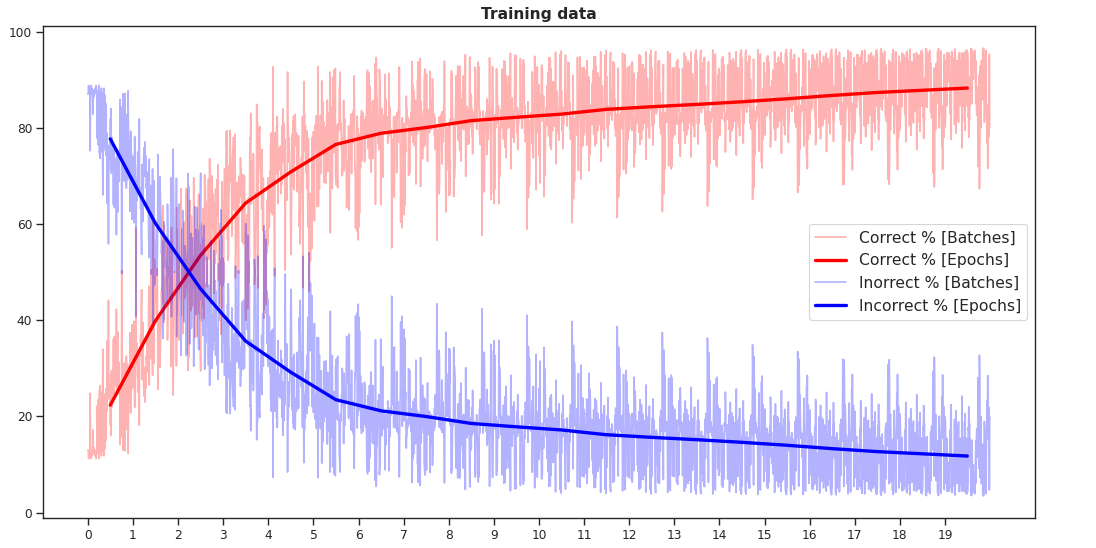 Training data
100
80
60
40
20
0
Correct % [Batches]
Correct % [Epochs]
Inorrect % [Batches]
Incorrect % [Epochs]
0 1 2 3 4 5 6 7 8 9 10 11 12 13 14 15 16 17 18 19